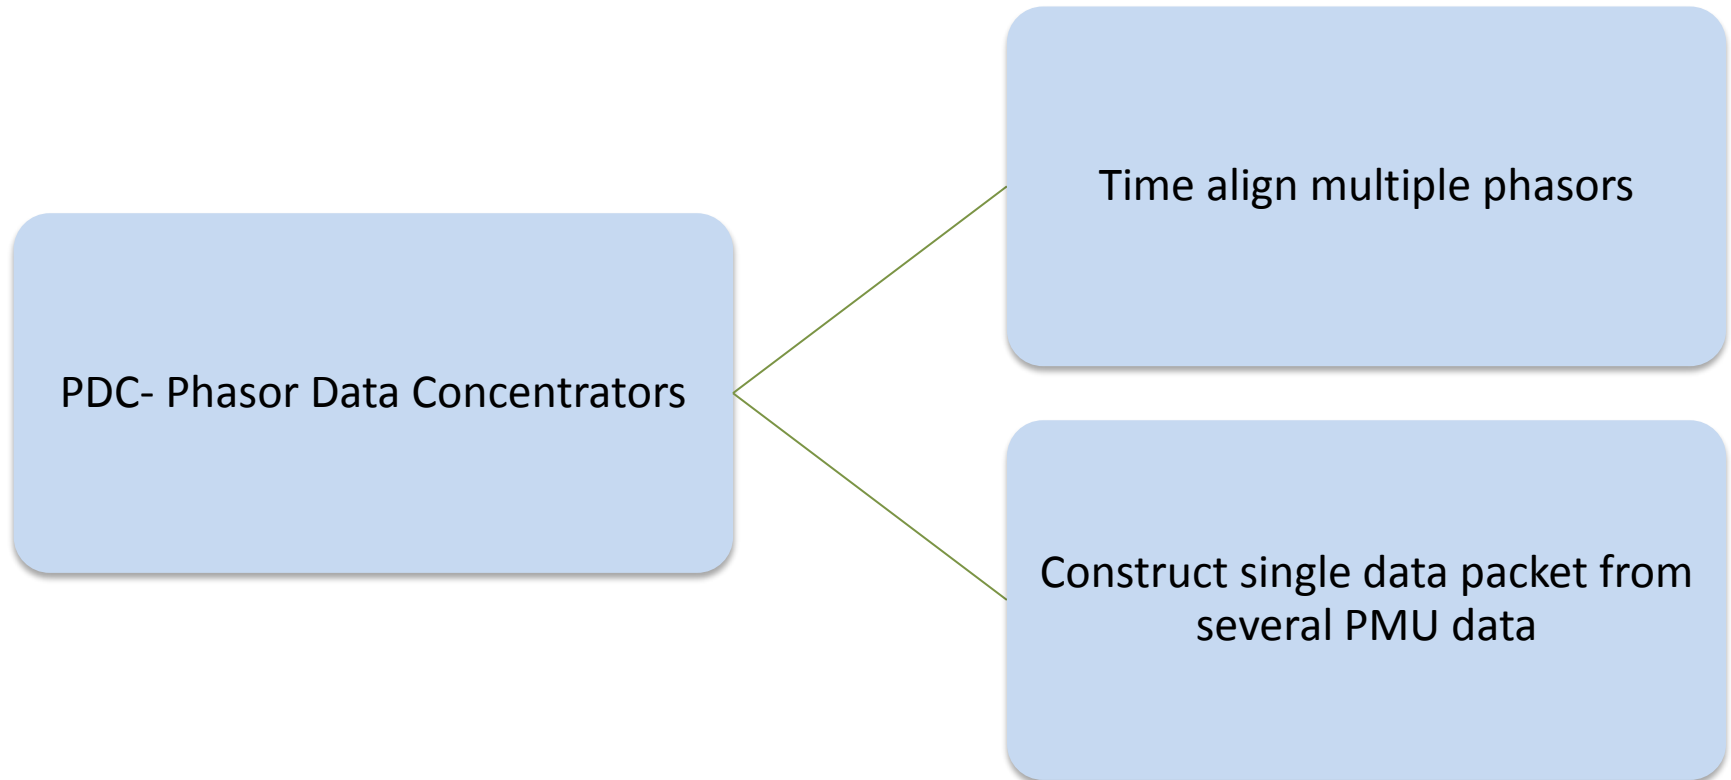 PDC- Phasor Data Concentrators
Time align multiple phasors
Construct single data packet from
several PMU data